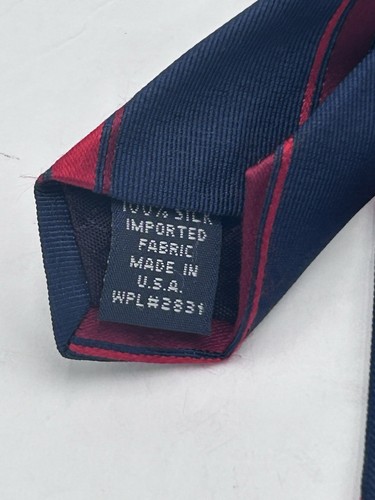 100% SILK
IMPORTED
FABRIC
MADE IN
U.S.A.
WPL#2831